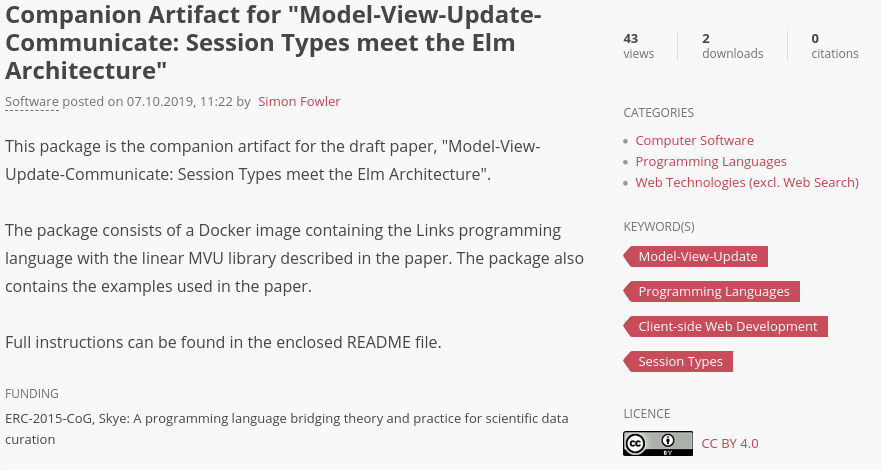 Companion Artifact for "Model-View-Update-
Communicate: Session Types meet the Elm
Architecture"
Software posted on 07.10.2019, 11:22 by Simon Fowler
This package is the companion artifact for the draft paper, "Model-View-
Update-Communicate: Session Types meet the Elm Architecture".
The package consists of a Docker image containing the Links programming
language with the linear MVU library described in the paper. The package also
contains the examples used in the paper.
Full instructions can be found in the enclosed README file.
FUNDING
ERC-2015-CoG, Skye: A programming language bridging theory and practice for scientific data
curation
43 2 0
views downloads citations
CATEGORIES
Computer Software
Programming Languages
Web Technologies (excl. Web Search)
KEYWORD(S)
Model-View-Update
Programming Languages
Client-side Web Development
Session Types
LICENCE
cc BY CC BY 4.0